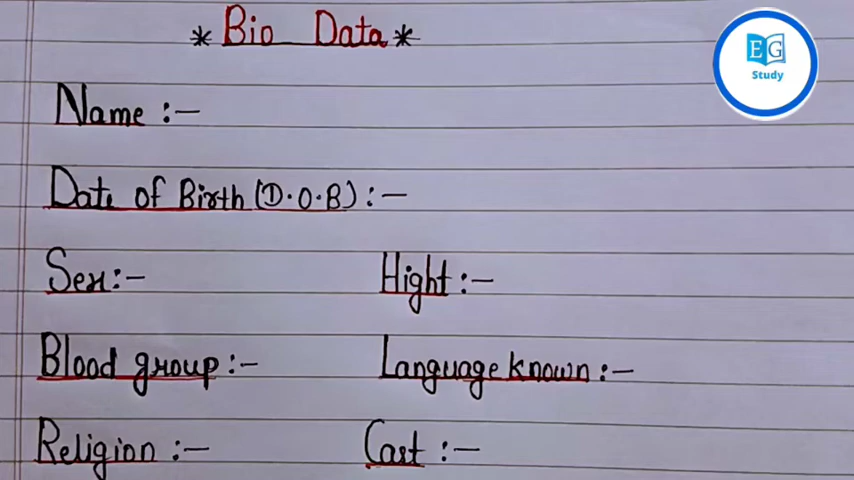 * Bio Data *
EG
Study
Name :-
Date of Birth (D.O.B) :-
Sex :- Hight :-
Blood group :- Language known :-
Religion :- Cast :-